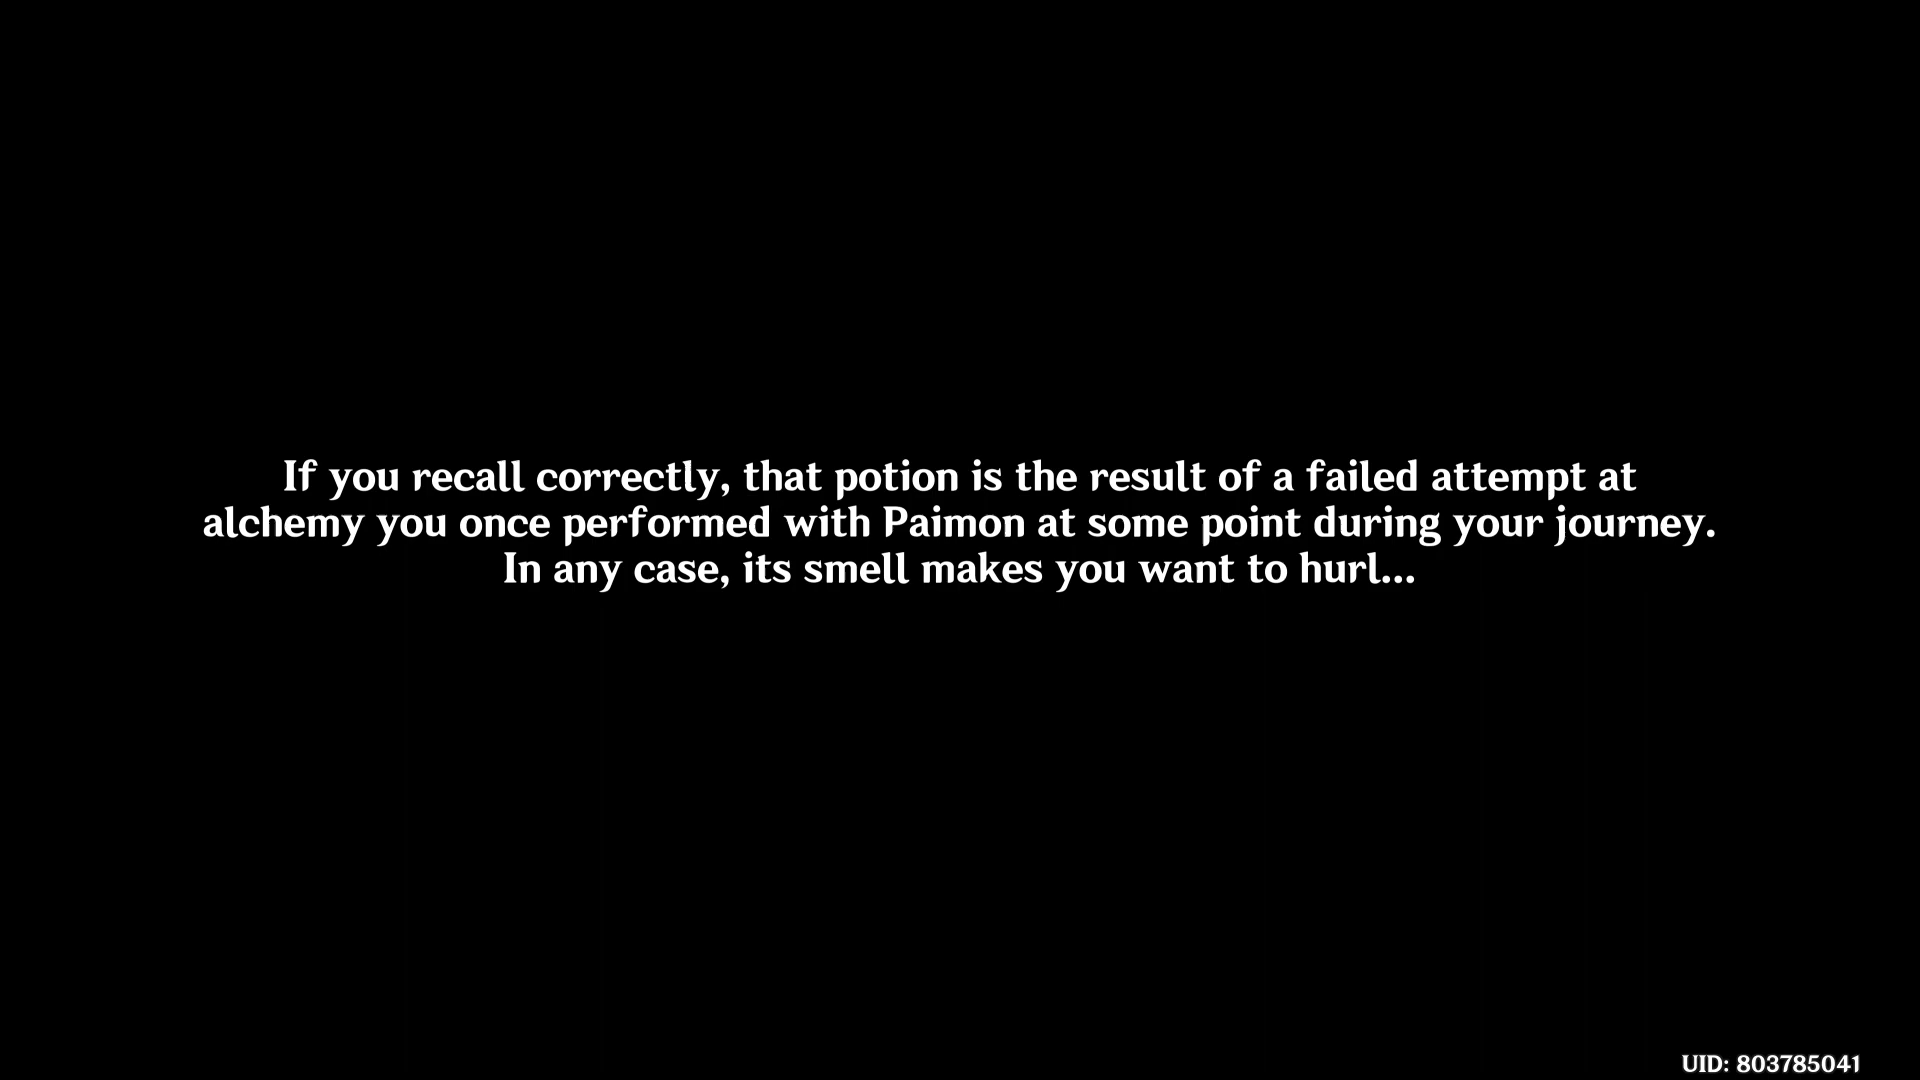 If you recall correctly, that potion is the result of a failed attempt at
alchemy you once performed with Paimon at some point during your journey.
In any case, its smell makes you want to hurl...
UID: 803785041